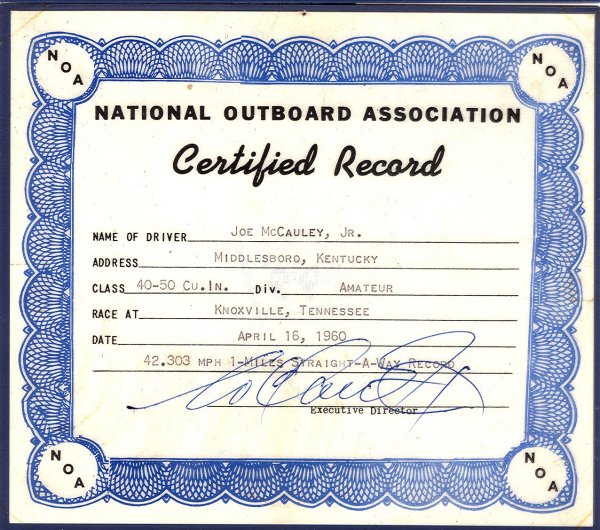 NOA NOA
NATIONAL OUTBOARD ASSOCIATION
Certified Record
NAME OF DRIVER JOE MCCAULEY, JR.
ADDRESS MIDDLESBORO, KENTUCKY
CLASS 40-50 CU.IN. Div. AMATEUR
RACE AT KNOXVILLE, TENNESSEE
DATE APRIL 16, 1960
42.303 MPH 1-MILES STRAIGHT-A-WAY RECORD
Executive Director
NOA NOA